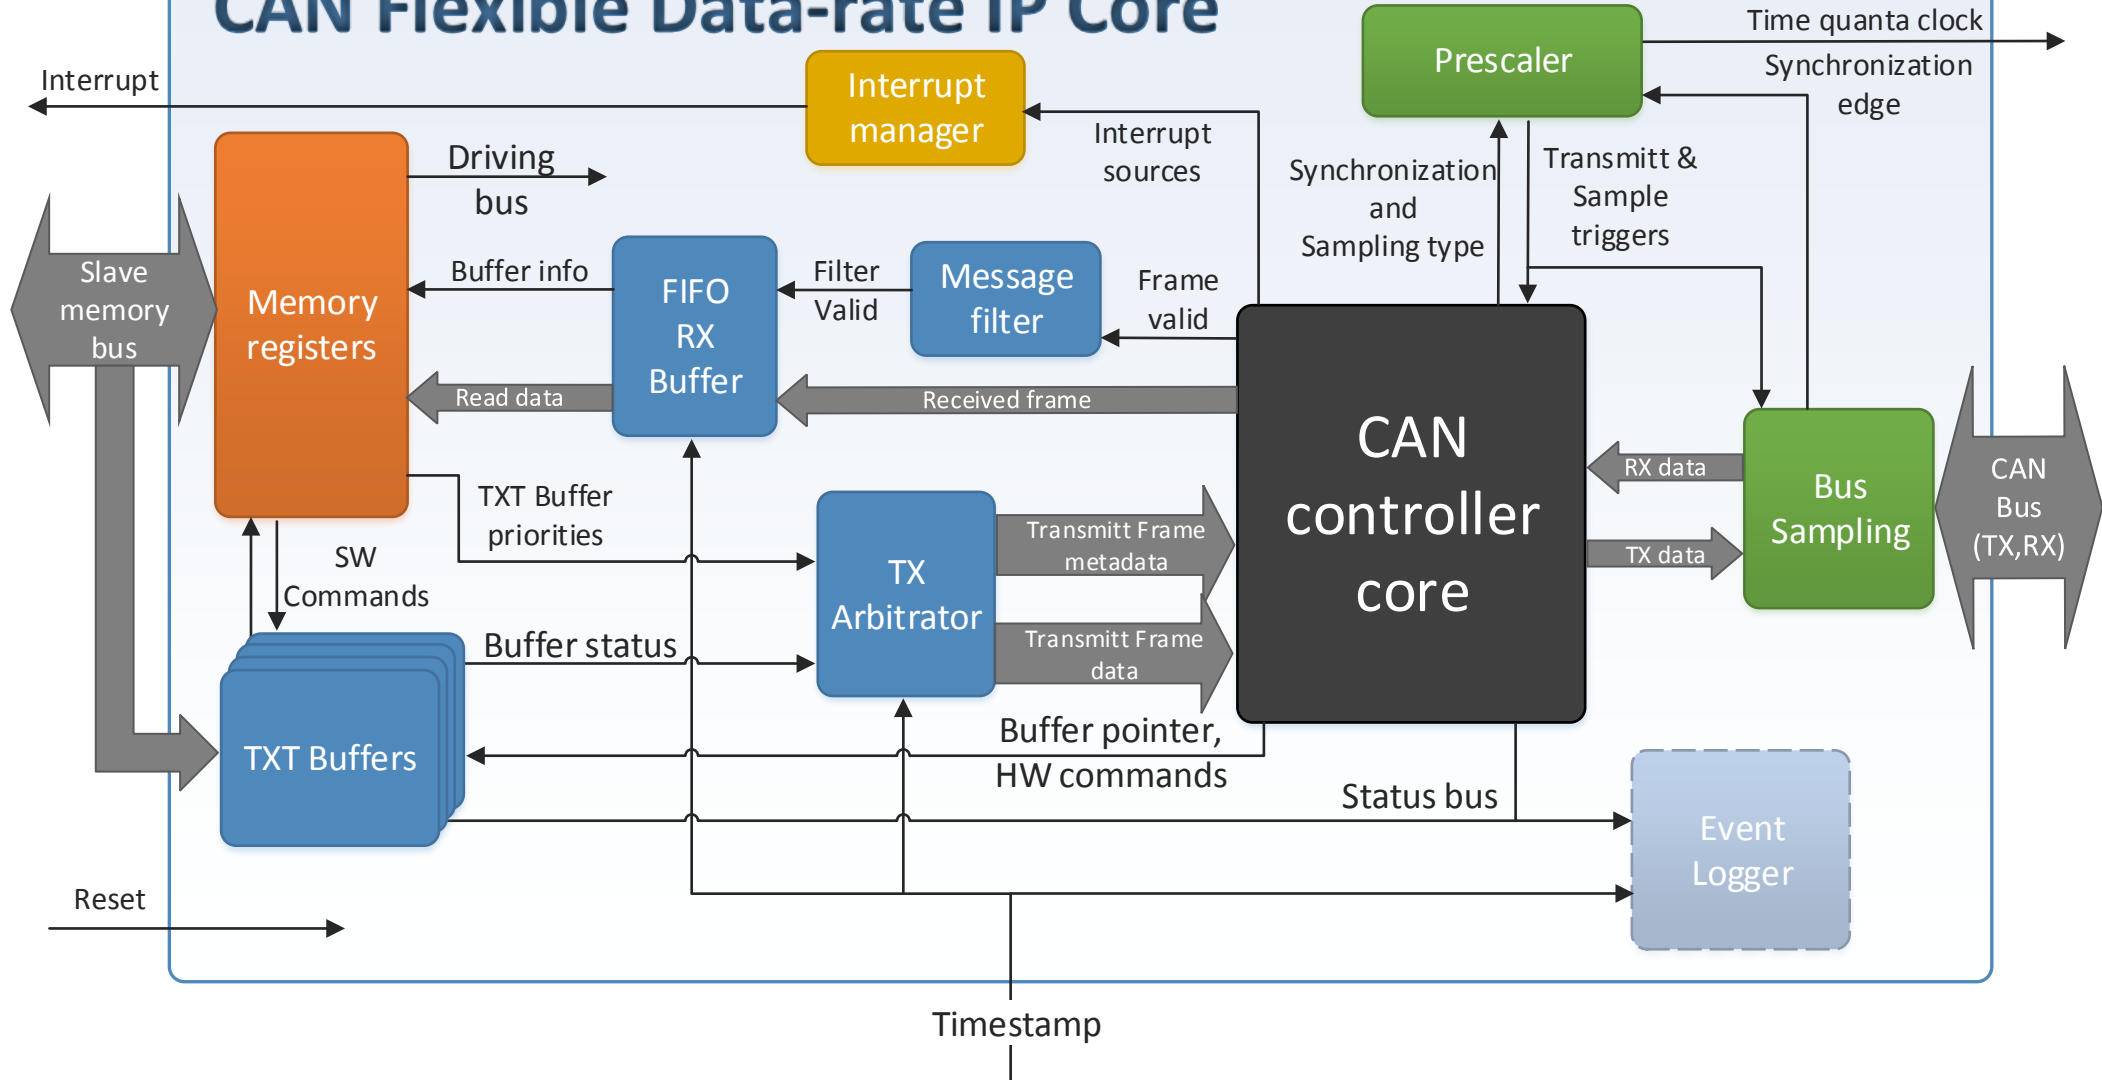 CAN Flexible Data-rate IP Core
Time quanta clock
Prescaler
Synchronization
edge
Interrupt
Interrupt
manager
Interrupt
sources
Driving
bus
Synchronization
and
Sampling type
Transmitt &
Sample
triggers
Slave
memory
bus
Memory
registers
Buffer info
FIFO
RX
Buffer
Filter
Valid
Message
filter
Frame
valid
Read data
Received frame
CAN
controller
core
RX data
TX data
Bus
Sampling
CAN
Bus
(TX,RX)
TXT Buffer
priorities
SW
Commands
TX
Arbitrator
Transmitt Frame
metadata
Transmitt Frame
data
Buffer status
TXT Buffers
Buffer pointer,
HW commands
Status bus
Event
Logger
Reset
Timestamp